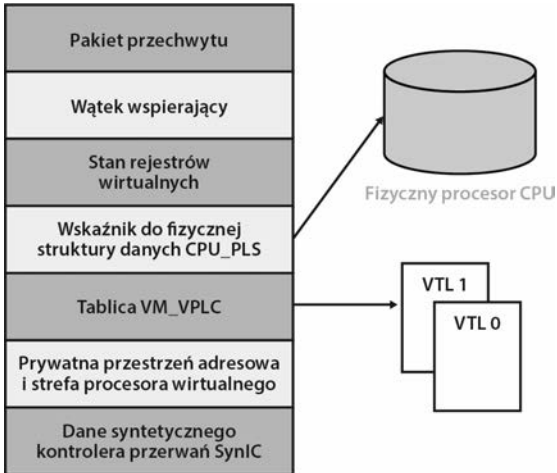 Pakiet przechwytu
Wątek wspierający
Stan rejestrów
wirtualnych
Wskaźnik do fizycznej
struktury danych CPU_PLS
Tablica VM_VPLC
Prywatna przestrzeń adresowa
i strefa procesora wirtualnego
Dane syntetycznego
kontrolera przerwań SynIC
Fizyczny procesor CPU
VTL 1
VTL 0